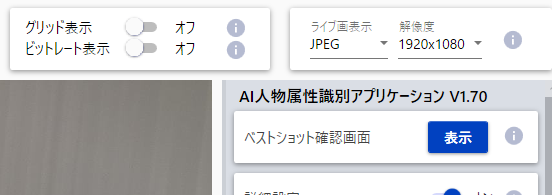 グリッド表示 オフ
ビットレート表示 オフ
ライブ画表示 解像度
JPEG 1920x1080
AI人物属性識別アプリケーション V1.70
ベストショット確認画面 表示